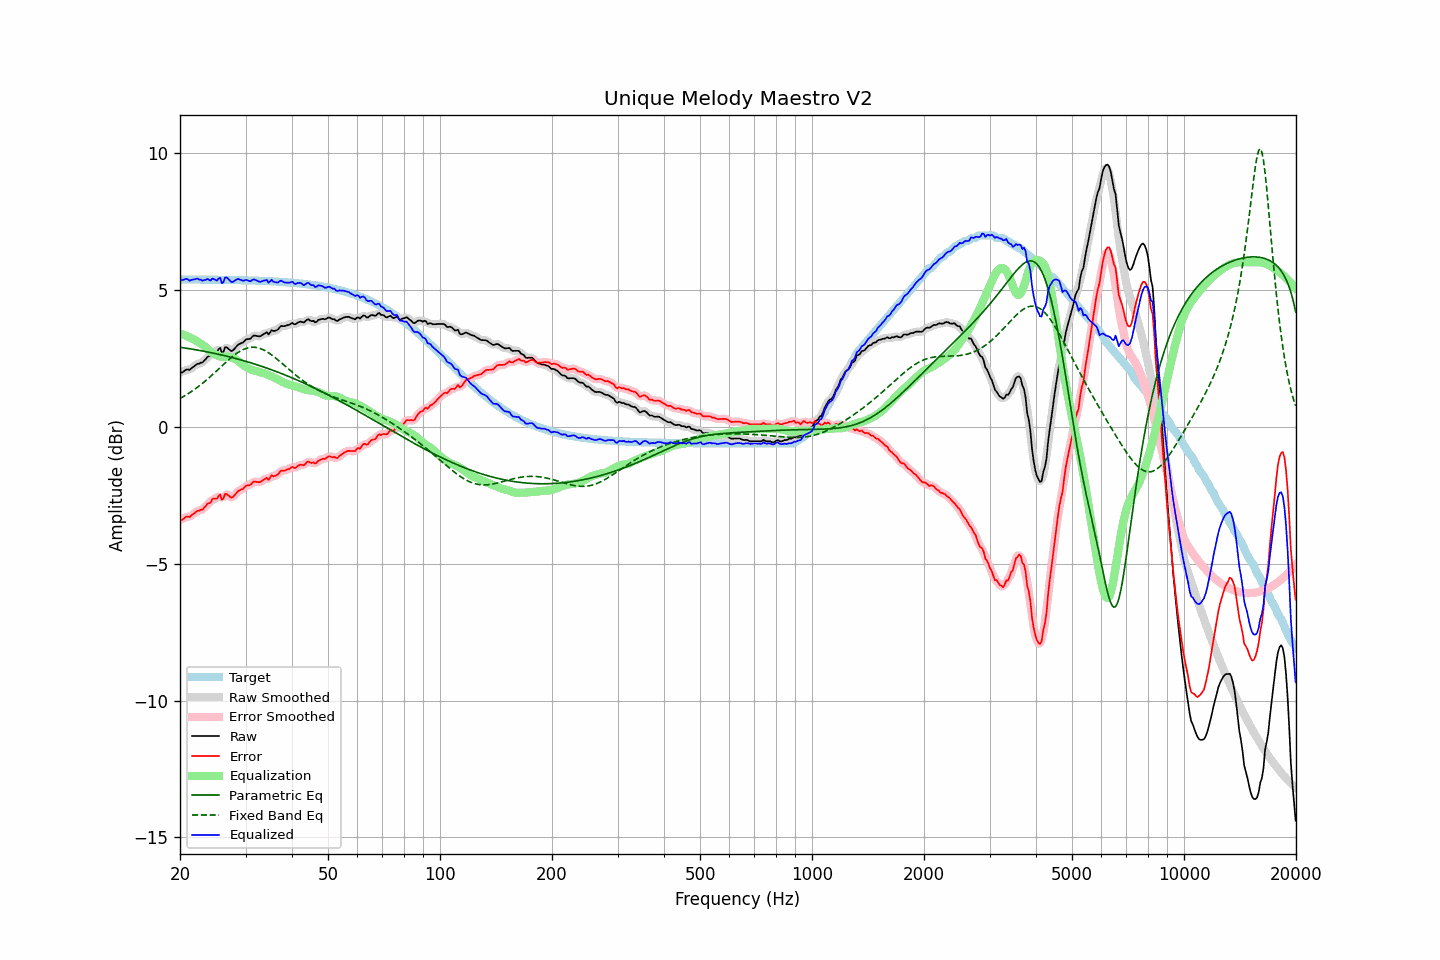 Unique Melody Maestro V2
Amplitude (dBr)
10
5
0
−5
−10
−15
Target
Raw Smoothed
Error Smoothed
Raw
Error
Equalization
Parametric Eq
Fixed Band Eq
Equalized
20 50 100 200 500 1000 2000 5000 10000 20000
Frequency (Hz)